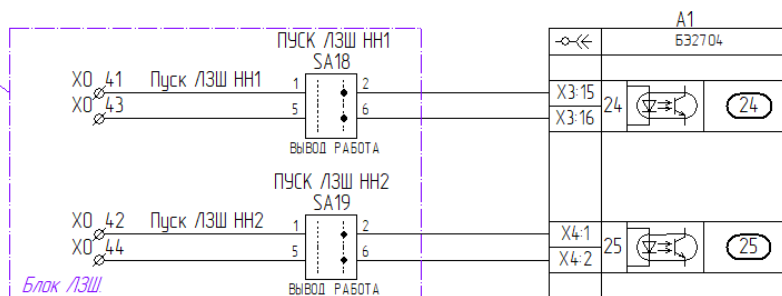 A1
ПУСК ЛЗШ НН1
Б32704
SA18
X0 41 Пуск ЛЗШ НН1 1 2
X3:15
24
24
X0 43 5 6
X3:16
ВЫВОД РАБОТА
ПУСК ЛЗШ НН2
SA19
X0 42 Пуск ЛЗШ НН2 1 2
X4:1
25
25
X0 44 5 6
X4:2
Блок ЛЗШ
ВЫВОД РАБОТА